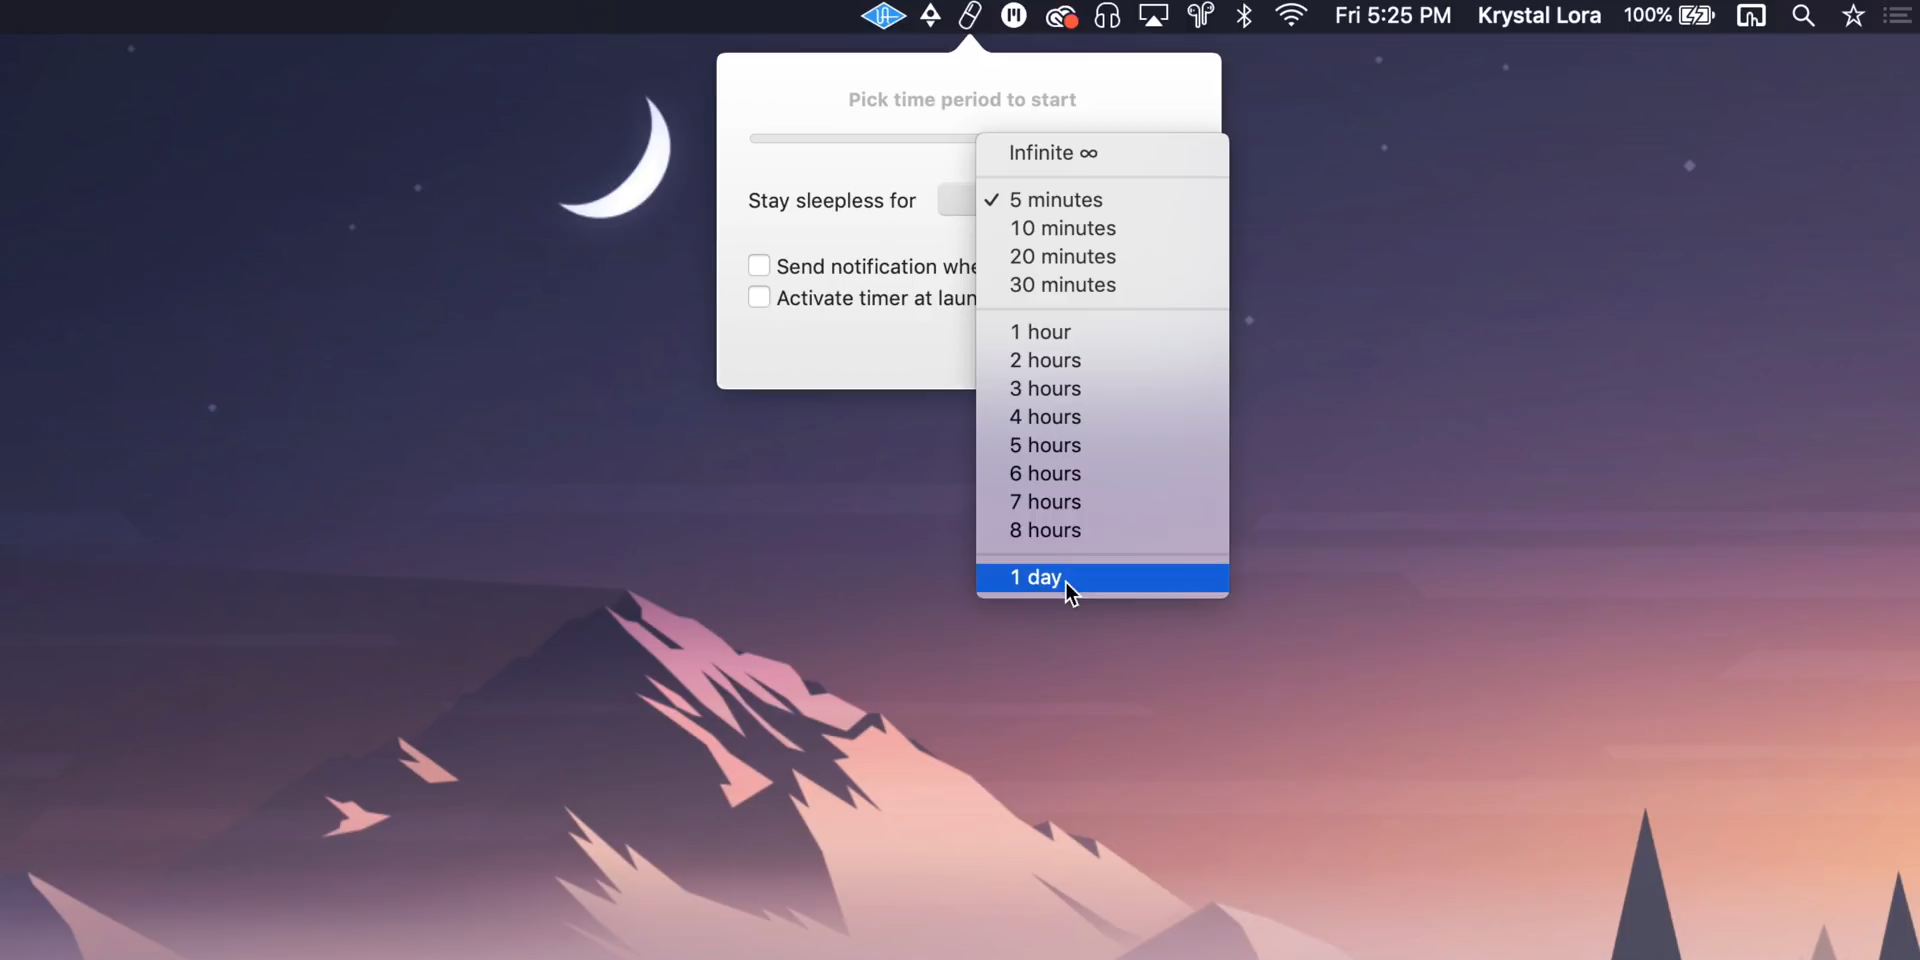 Fri 5:25 PM Krystal Lora 100%
Pick time period to start
Infinite ∞
Stay sleepless for
✓ 5 minutes
10 minutes
20 minutes
30 minutes
Send notification whe
Activate timer at laun
1 hour
2 hours
3 hours
4 hours
5 hours
6 hours
7 hours
8 hours
1 day